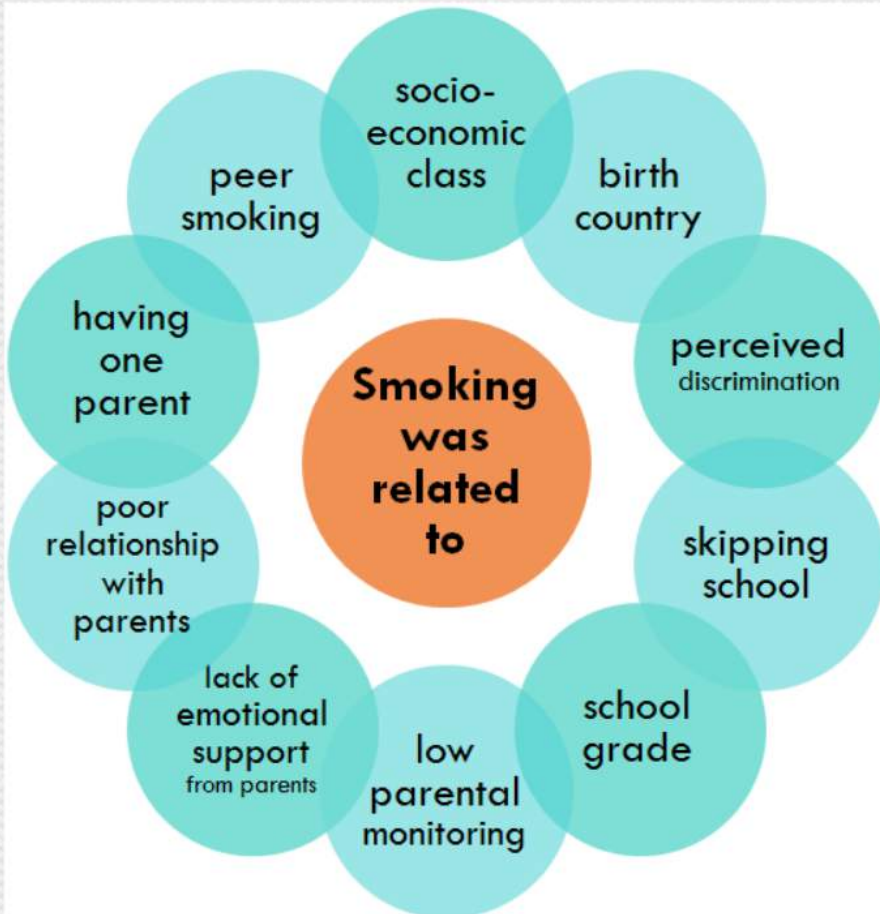 Smoking
was
related
to
socio-
economic
class
birth
country
perceived
discrimination
skipping
school
school
grade
low
parental
monitoring
lack of
emotional
support
from parents
poor
relationship
with
parents
having
one
parent
peer
smoking